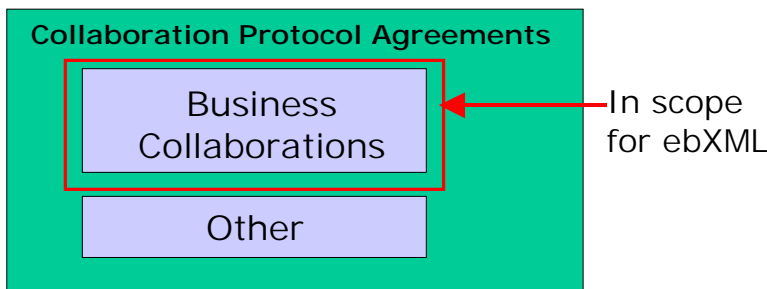 Collaboration Protocol Agreements
Business
Collaborations
In scope
for ebXML
Other